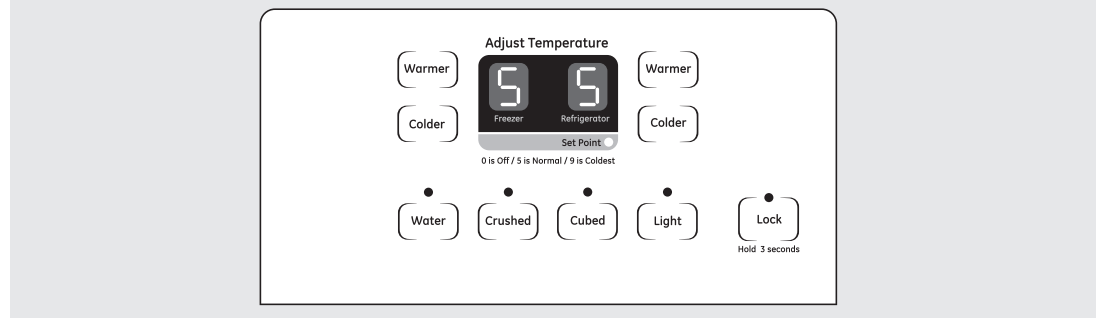 Adjust Temperature
Warmer
5 5
Warmer
Freezer Refrigerator
Colder
Colder
Set Point
0 is Off / 5 is Normal / 9 is Coldest
Water Crushed Cubed Light Lock
Hold 3 seconds